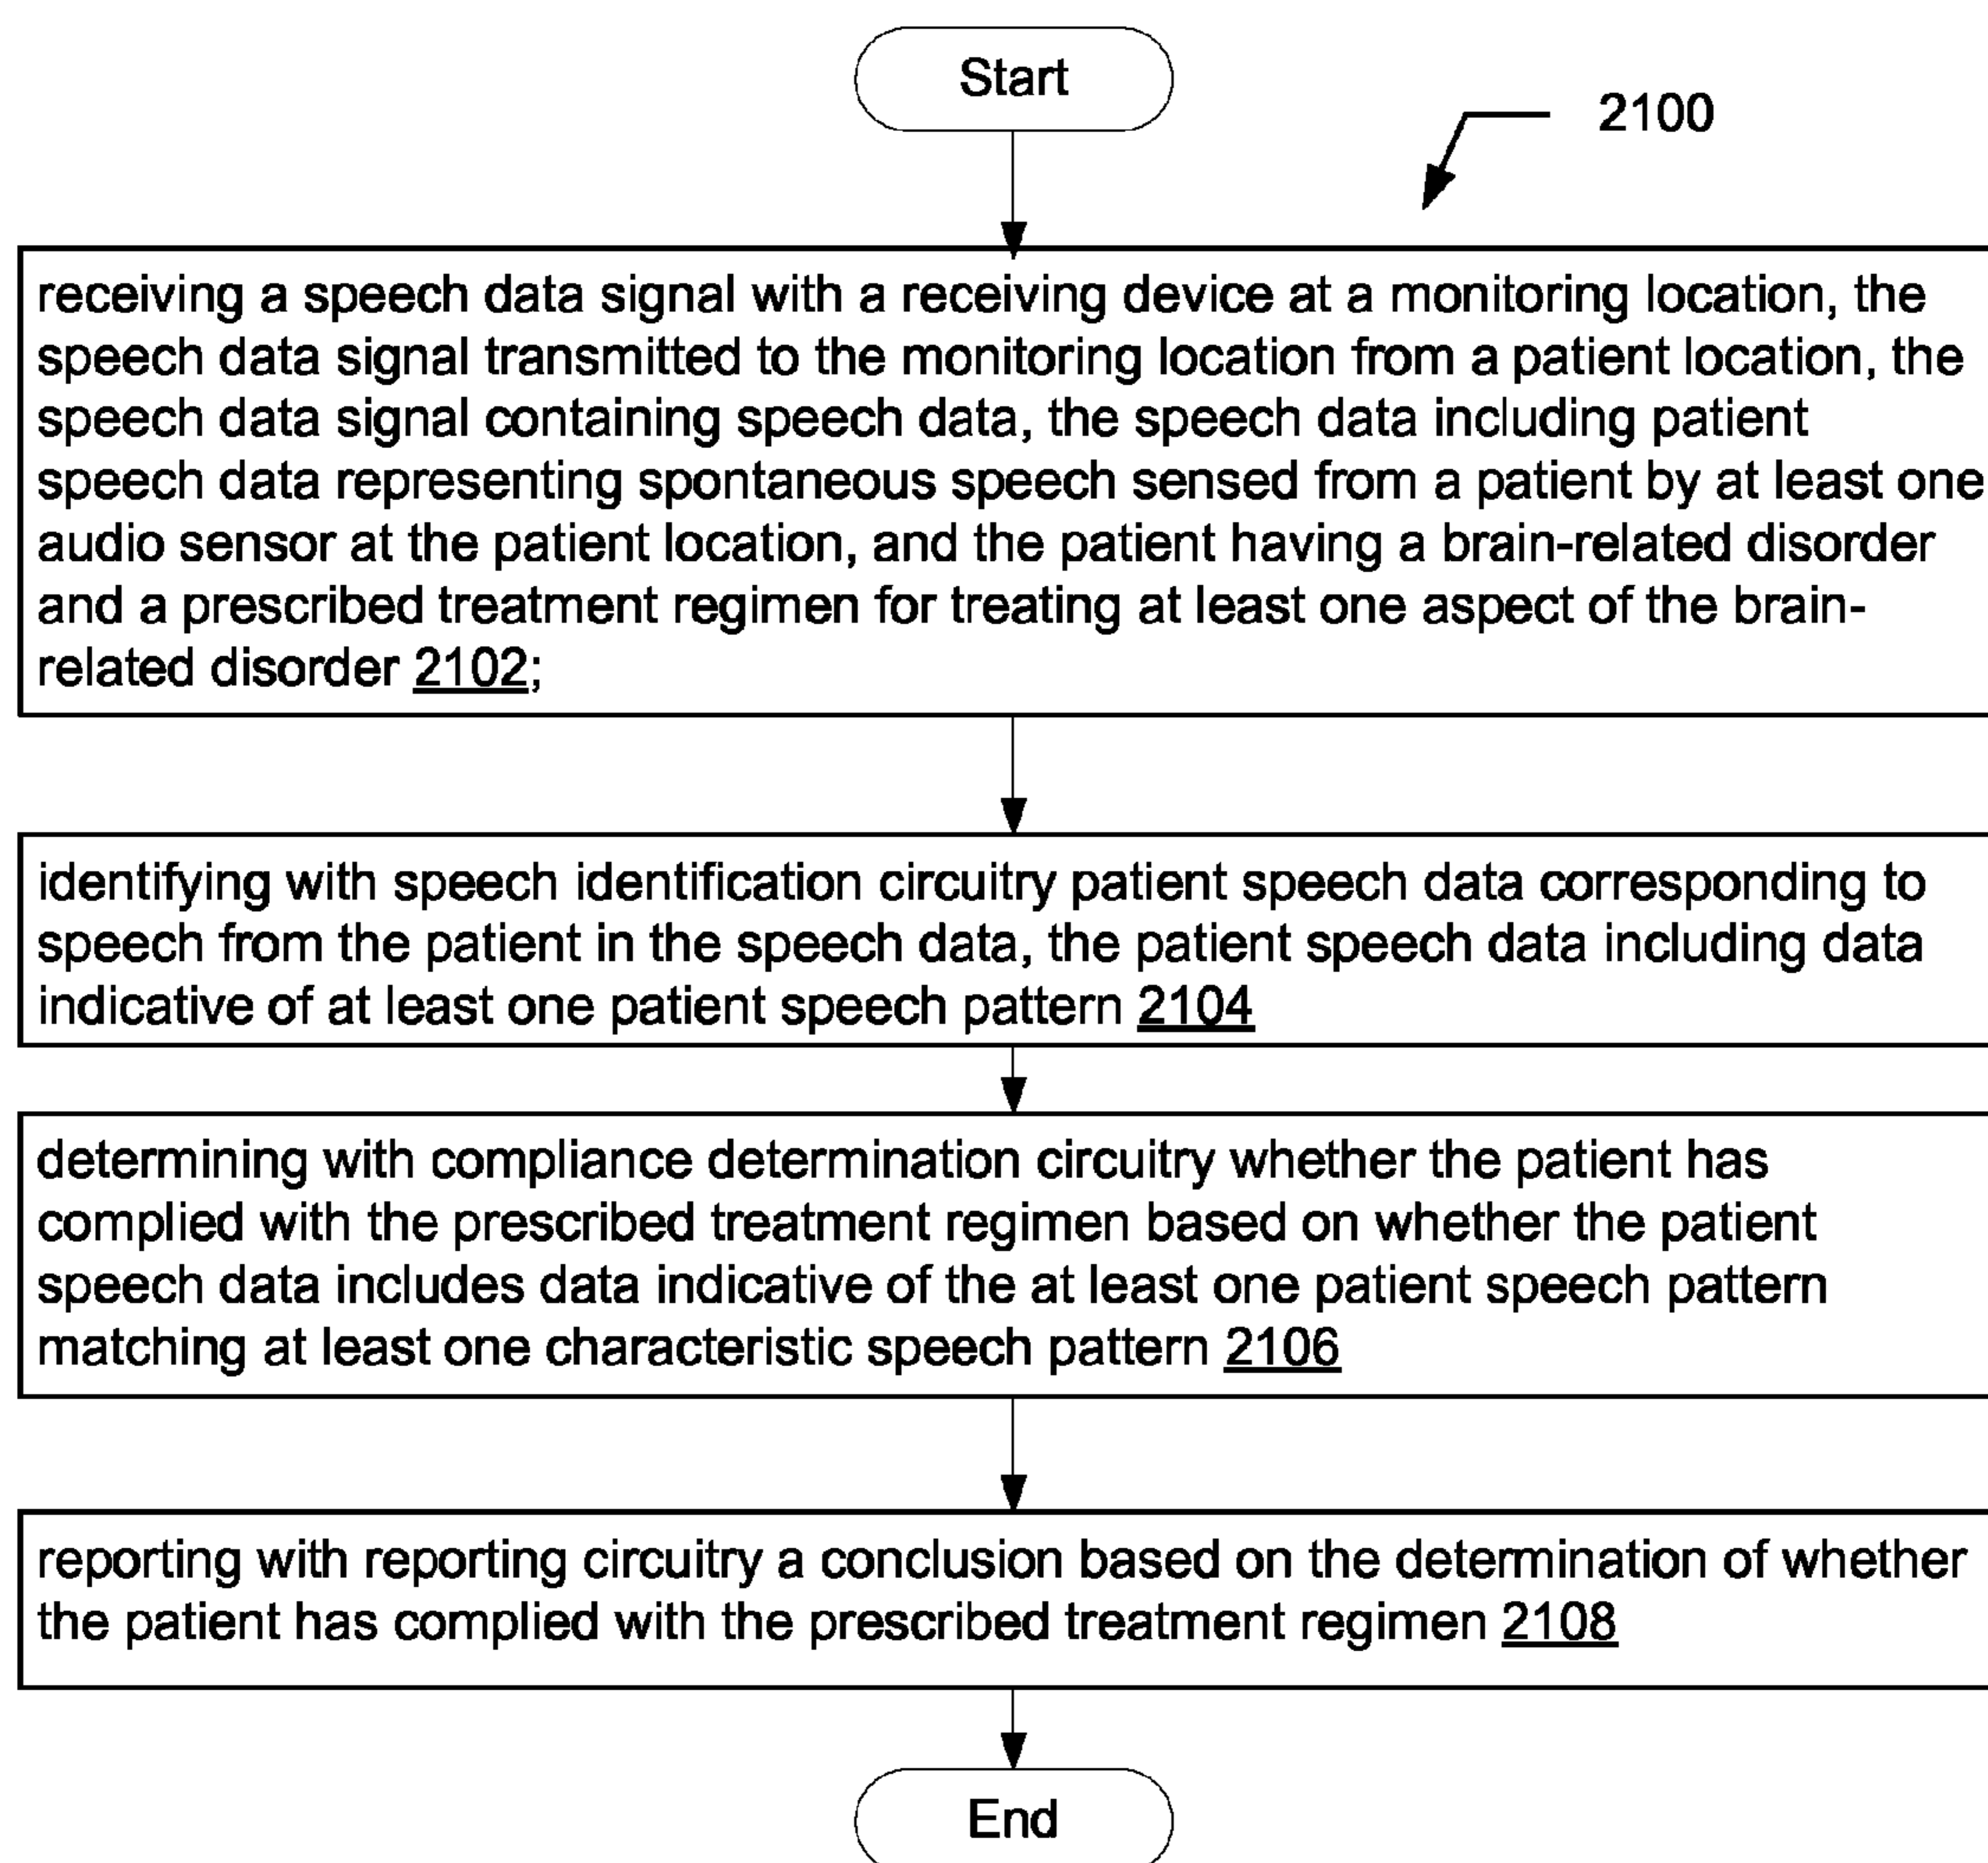 Start
2100
receiving a speech data signal with a receiving device at a monitoring location, the
speech data signal transmitted to the monitoring location from a patient location, the
speech data signal containing speech data, the speech data including patient
speech data representing spontaneous speech sensed from a patient by at least one
audio sensor at the patient location, and the patient having a brain-related disorder
and a prescribed treatment regimen for treating at least one aspect of the brain-
related disorder 2102;
identifying with speech identification circuitry patient speech data corresponding to
speech from the patient in the speech data, the patient speech data including data
indicative of at least one patient speech pattern 2104
determining with compliance determination circuitry whether the patient has
complied with the prescribed treatment regimen based on whether the patient
speech data includes data indicative of the at least one patient speech pattern
matching at least one characteristic speech pattern 2106
reporting with reporting circuitry a conclusion based on the determination of whether
the patient has complied with the prescribed treatment regimen 2108
End